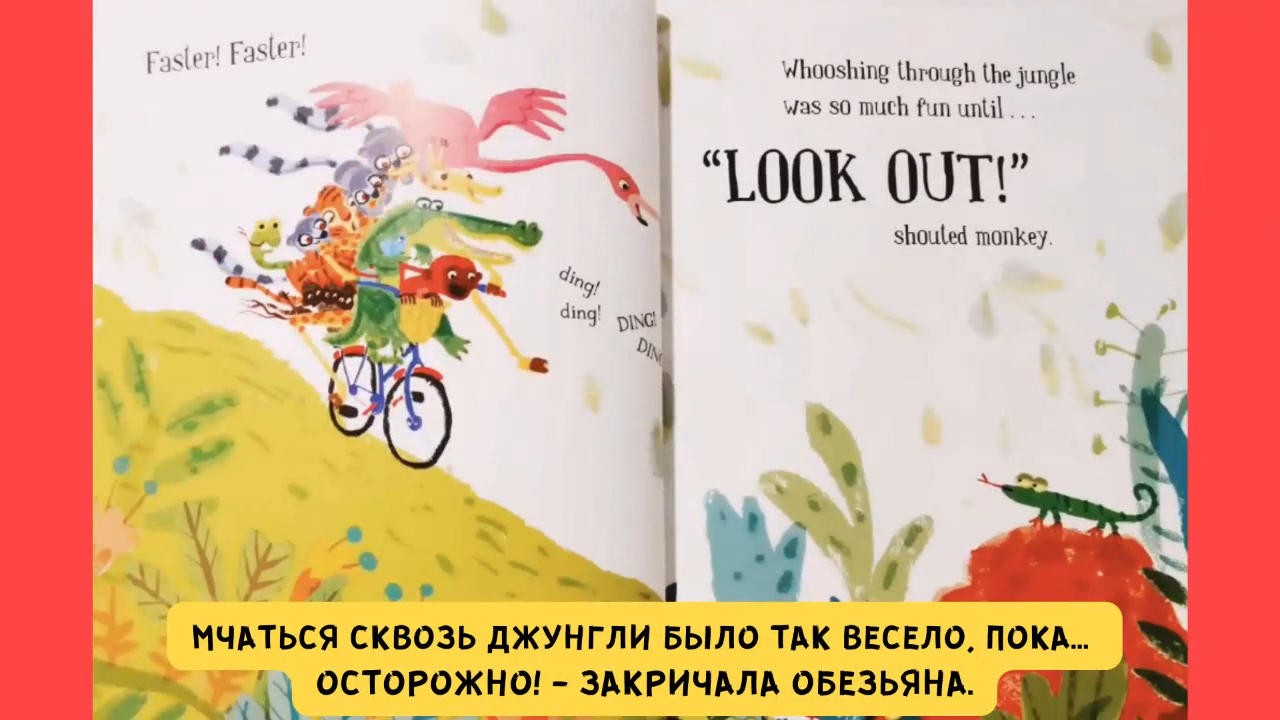 Faster! Faster!
ding!
ding!
DING!
Whooshing through the jungle
was so much fun until . . .
“LOOK OUT!”
shouted monkey.
МЧАТЬСЯ СКВОЗЬ ДЖУНГЛИ БЫЛО ТАК ВЕСЕЛО, ПОКА...
ОСТОРОЖНО! - ЗАКРИЧАЛА ОБЕЗЬЯНА.